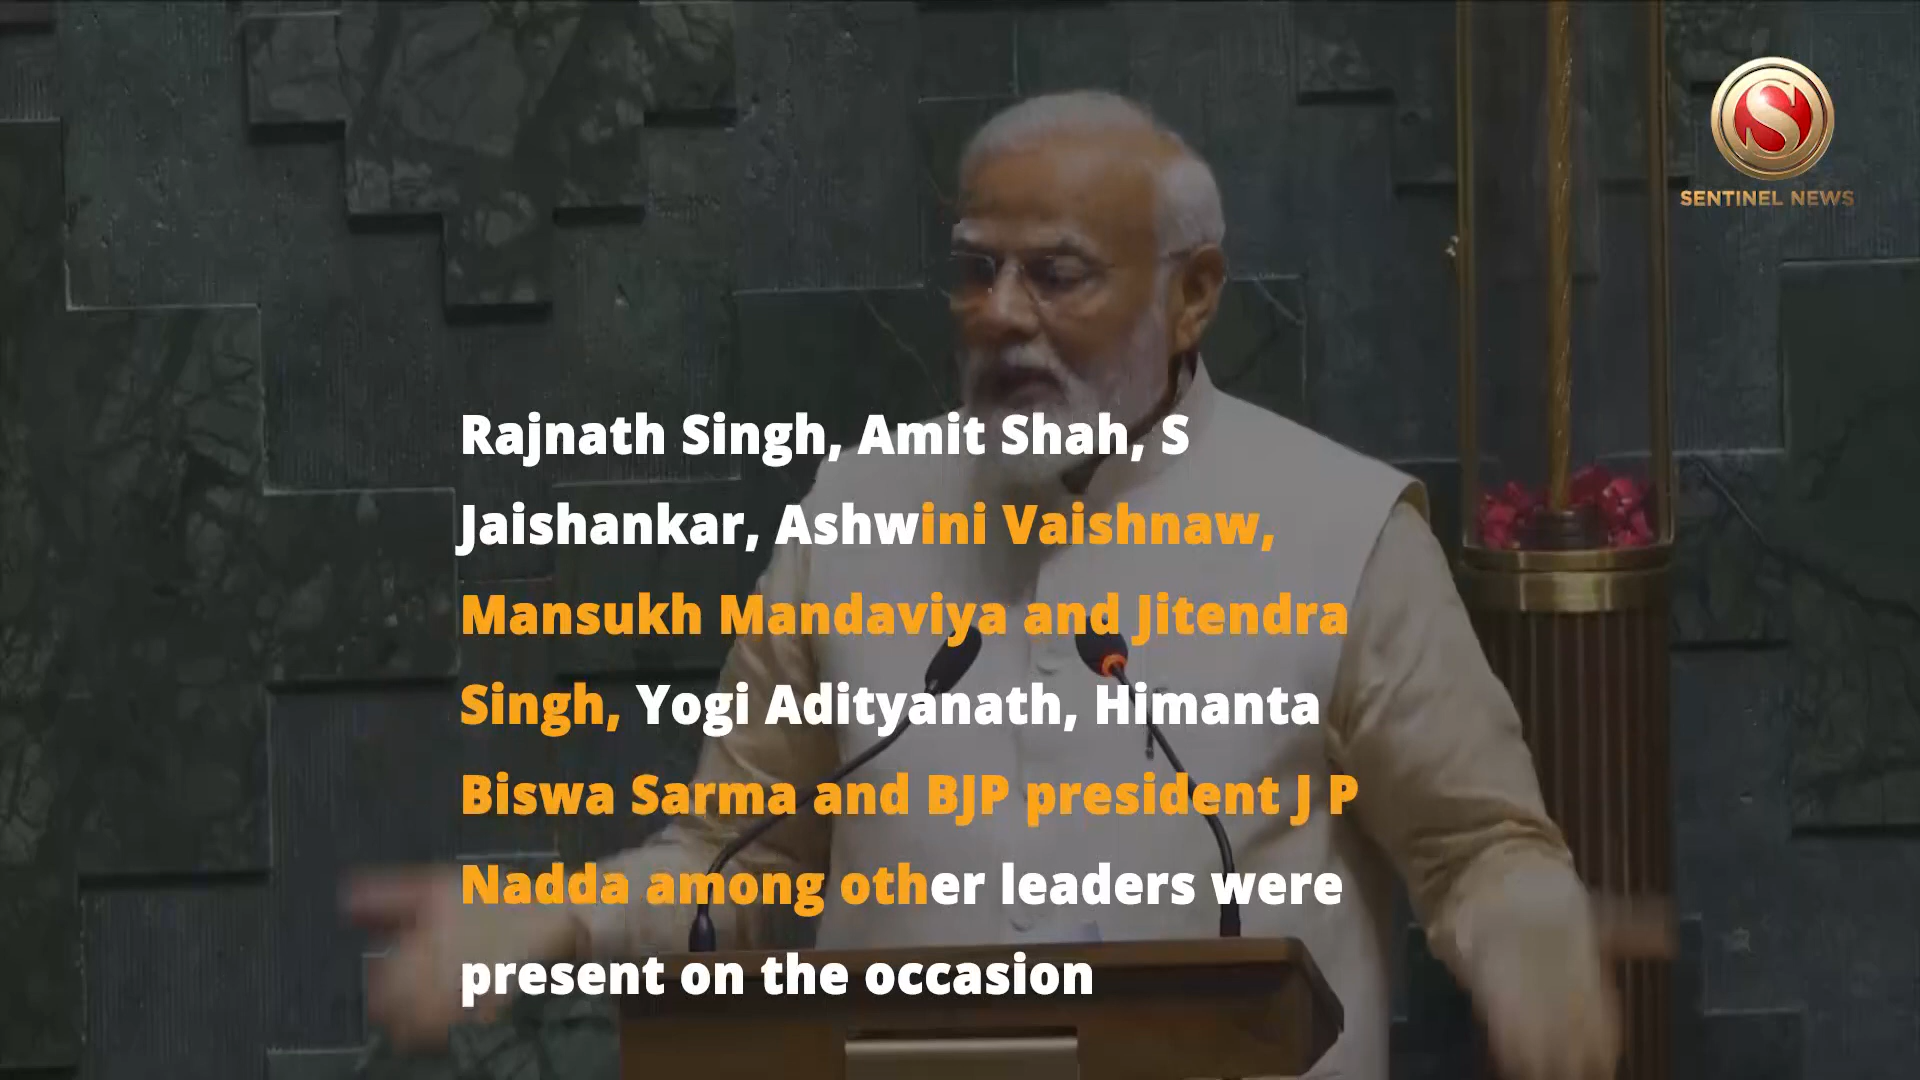 SENTINEL NEWS
Rajnath Singh, Amit Shah, S
Jaishankar, Ashwini Vaishnaw,
Mansukh Mandaviya and Jitendra
Singh, Yogi Adityanath, Himanta
Biswa Sarma and BJP president J P
Nadda among other leaders were
present on the occasion